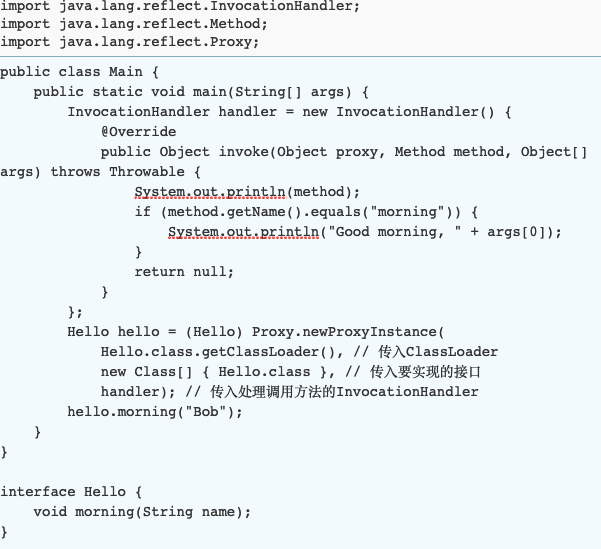 import java.lang.reflect.InvocationHandler;
import java.lang.reflect.Method;
import java.lang.reflect.Proxy;
public class Main {
    public static void main(String[] args) {
        InvocationHandler handler = new InvocationHandler() {
            @Override
            public Object invoke(Object proxy, Method method, Object[]
args) throws Throwable {
                System.out.println(method);
                if (method.getName().equals("morning")) {
                    System.out.println("Good morning, " + args[0]);
                }
                return null;
            }
        };
        Hello hello = (Hello) Proxy.newProxyInstance(
            Hello.class.getClassLoader(), // 传入ClassLoader
            new Class[] { Hello.class }, // 传入要实现的接口
            handler); // 传入处理调用方法的InvocationHandler
        hello.morning("Bob");
    }
}

interface Hello {
    void morning(String name);
}